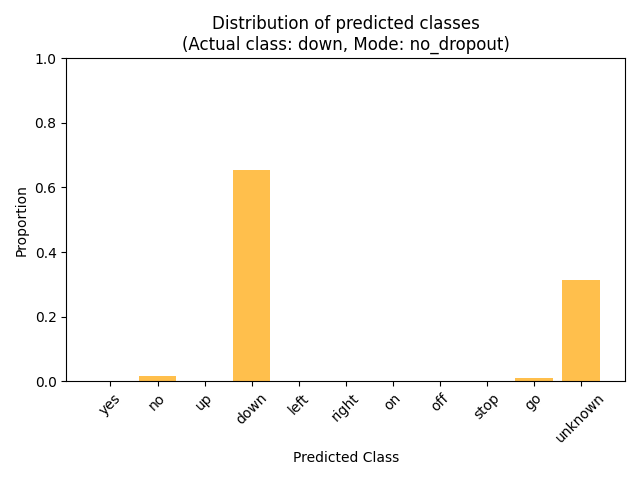 Distribution of predicted classes
(Actual class: down, Mode: no_dropout)
Proportion
1.0
0.8
0.6
0.4
0.2
0.0
yes
no
up
down
left
right
on
off
stop
go
unknown
Predicted Class